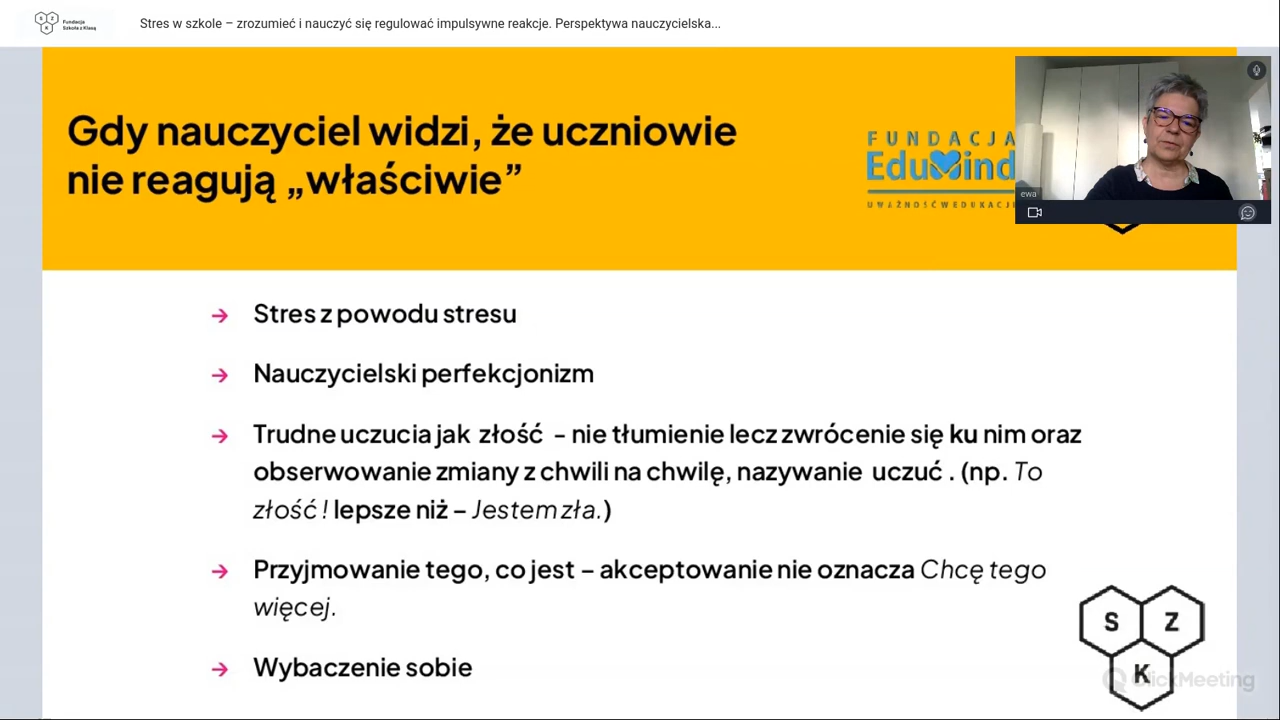 Fundacja
Szkoła z Klasą
S Z
K
Stres w szkole – zrozumieć i nauczyć się regulować impulsywne reakcje. Perspektywa nauczycielska...
Gdy nauczyciel widzi, że uczniowie
nie reagują „właściwie”
FUNDACJA
EduMind
UWAŻNOŚĆ W EDUKACJI
ewa
→ Stres z powodu stresu
→ Nauczycielski perfekcjonizm
→ Trudne uczucia jak złość – nie tłumienie lecz zwrócenie się ku nim oraz
obserwowanie zmiany z chwili na chwilę, nazywanie uczuć . (np. To
złość ! lepsze niż – Jestem zła.)
→ Przyjmowanie tego, co jest – akceptowanie nie oznacza Chcę tego
więcej.
→ Wybaczenie sobie
S Z
K
ClickMeeting